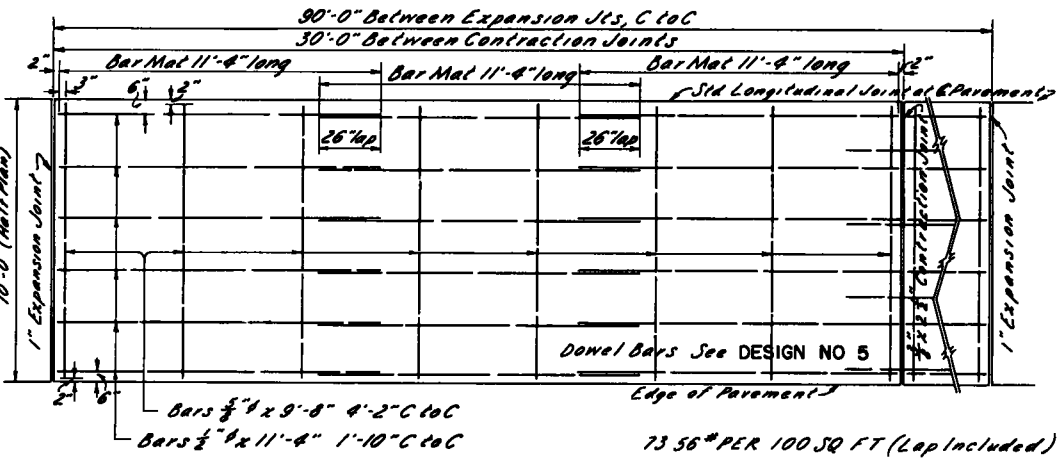 90'-0" Between Expansion Jts, C to C
30'-0" Between Contraction Joints
2" Bar Mat 11'-4" long Bar Mat 11'-4" long Bar Mat 11'-4" long 2"
3" 6" 2"
Std Longitudinal Joint at ℄ Pavement
26" lap 26" lap
10'-0" (Half Plan)
1" Expansion Joint
Contraction Joint
1" Expansion Joint
Dowel Bars See DESIGN NO 5
2" 6"
Edge of Pavement
Bars 5/8" ϕ x 9'-8" 4'-2" C to C
Bars 1/2" ϕ x 11'-4" 1'-10" C to C
73 56# PER 100 SQ FT (Lap Included)